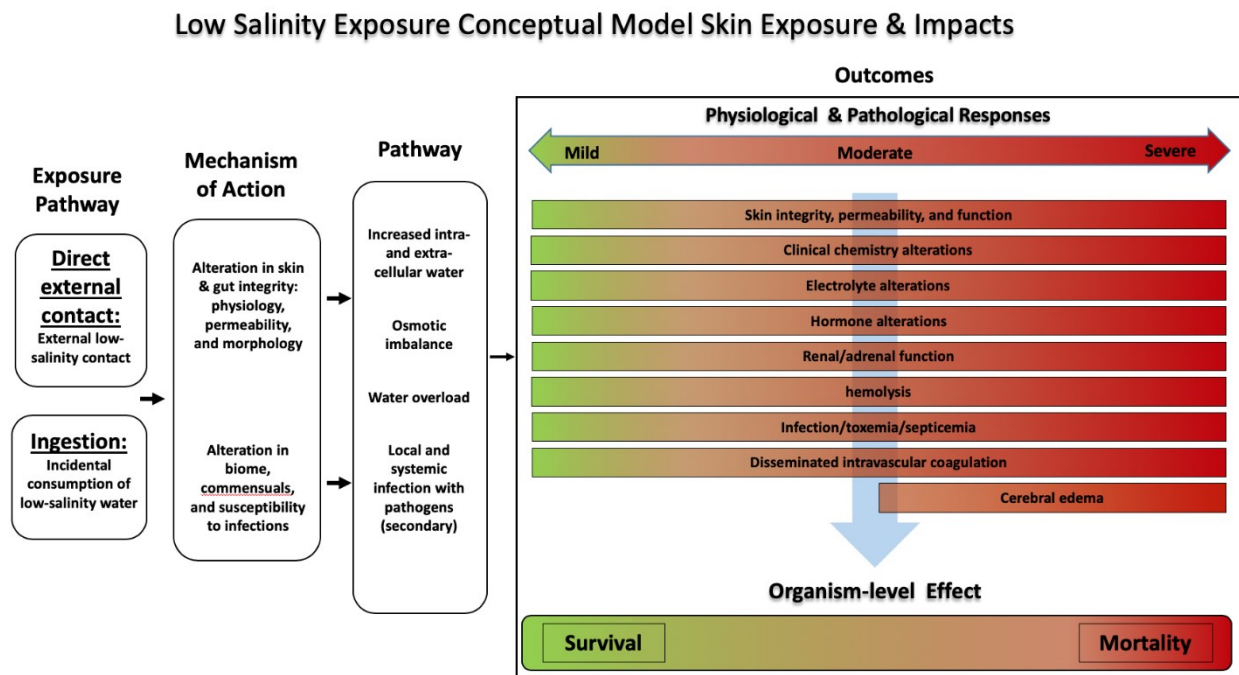 Low Salinity Exposure Conceptual Model Skin Exposure & Impacts
Exposure
Pathway
Direct
external
contact:
External low-
salinity contact
Ingestion:
Incidental
consumption of
low-salinity water
Mechanism
of Action
Alteration in skin
& gut integrity:
physiology,
permeability,
and morphology
Alteration in
biome,
commensuals,
and susceptibility
to infections
Pathway
Increased intra-
and extra-
cellular water
Osmotic
imbalance
Water overload
Local and
systemic
infection with
pathogens
(secondary)
Outcomes
Physiological & Pathological Responses
Mild Moderate Severe
Skin integrity, permeability, and function
Clinical chemistry alterations
Electrolyte alterations
Hormone alterations
Renal/adrenal function
hemolysis
Infection/toxemia/septicemia
Disseminated intravascular coagulation
Cerebral edema
Organism-level Effect
Survival Mortality